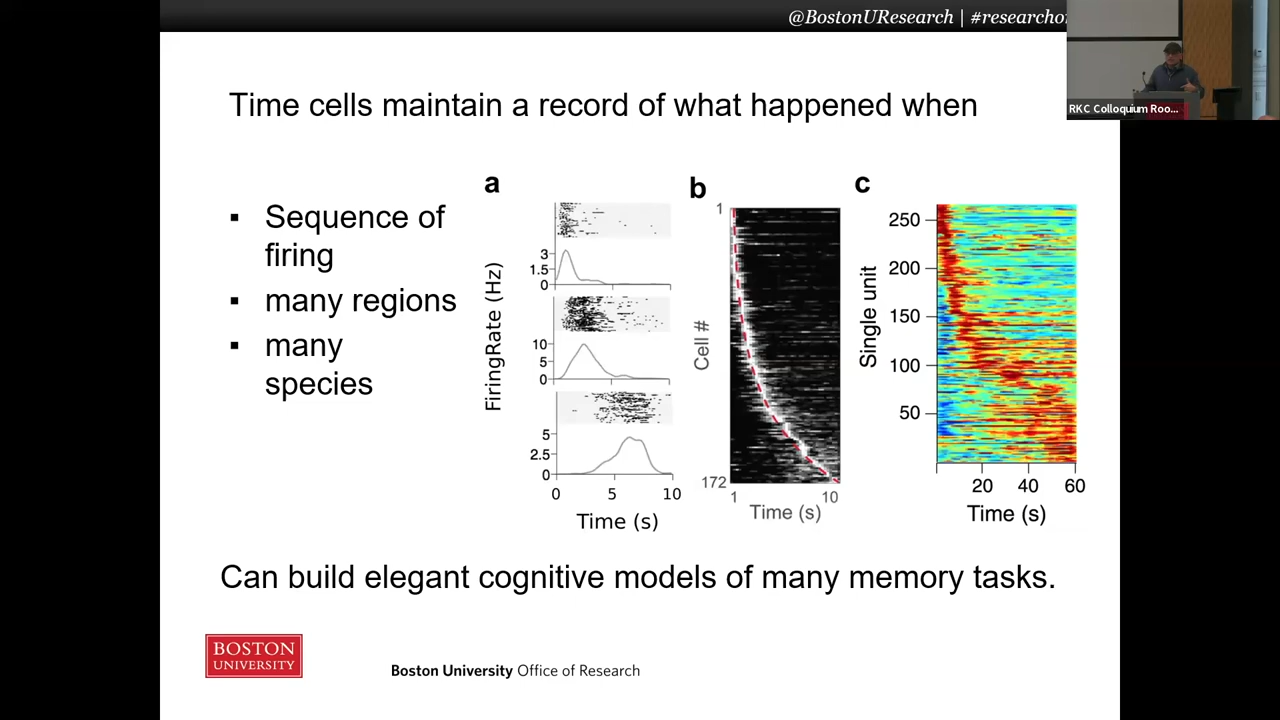 @BostonUResearch | #researcho
RKC Colloquium Roo...
Time cells maintain a record of what happened when
▪ Sequence of
firing
▪ many regions
▪ many
species
a
FiringRate (Hz)
3
1.5
0
10
5
0
5
2.5
0
0 5 10
Time (s)
b
Cell #
1
172
1 10
Time (s)
c
Single unit
250
200
150
100
50
20 40 60
Time (s)
Can build elegant cognitive models of many memory tasks.
BOSTON
UNIVERSITY
Boston University Office of Research